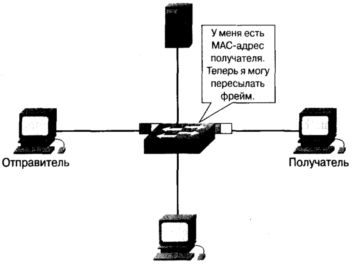 У меня есть
MAC-адрес
получателя.
Теперь я могу
пересылать
фрейм.
Отправитель
Получатель